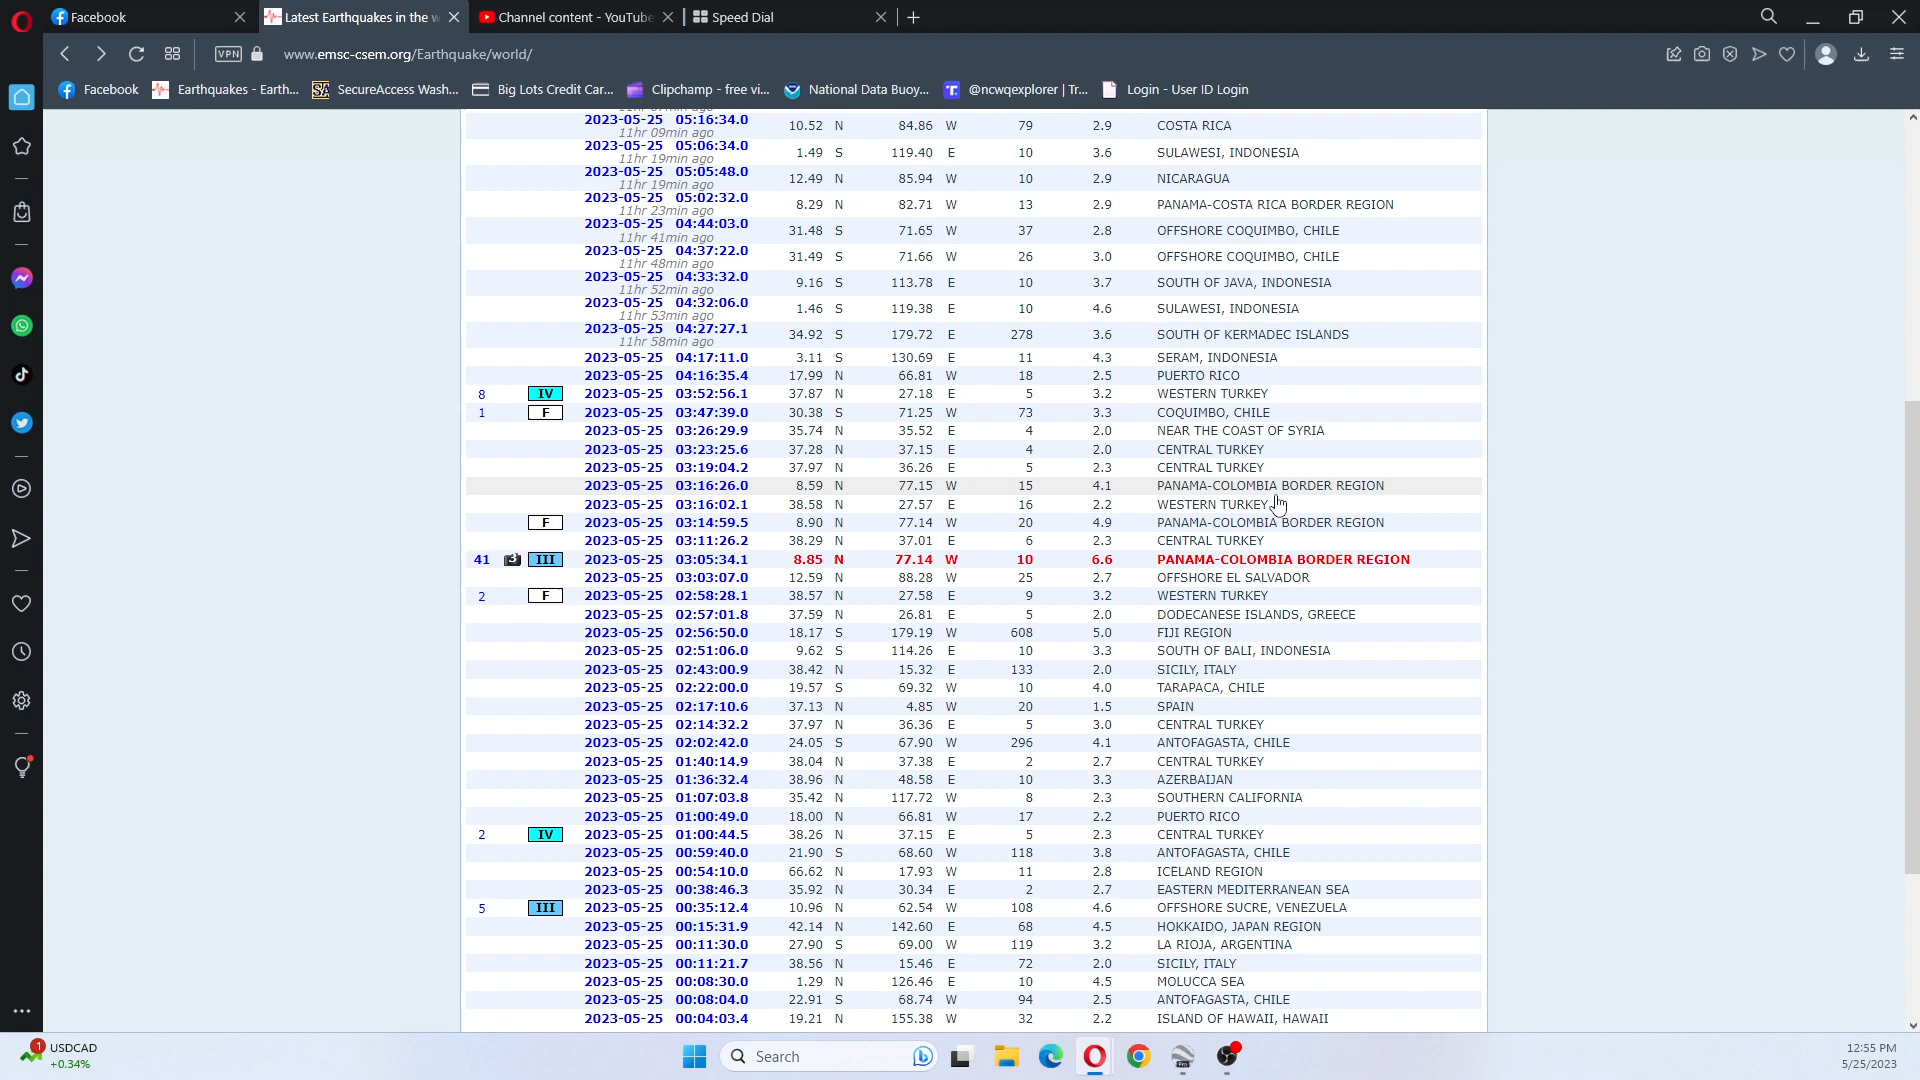 Facebook
Latest Earthquakes in the w
Channel content - YouTube
Speed Dial
VPN
www.emsc-csem.org/Earthquake/world/
Facebook
Earthquakes - Earth...
SA SecureAccess Wash...
Big Lots Credit Car...
Clipchamp - free vi...
National Data Buoy...
@ncwqexplorer | Tr...
Login - User ID Login
2023-05-25 05:16:34.0 10.52 N 84.86 W 79 2.9 COSTA RICA
11hr 09min ago
2023-05-25 05:06:34.0 1.49 S 119.40 E 10 3.6 SULAWESI, INDONESIA
11hr 19min ago
2023-05-25 05:05:48.0 12.49 N 85.94 W 10 2.9 NICARAGUA
11hr 19min ago
2023-05-25 05:02:32.0 8.29 N 82.71 W 13 2.9 PANAMA-COSTA RICA BORDER REGION
11hr 23min ago
2023-05-25 04:44:03.0 31.48 S 71.65 W 37 2.8 OFFSHORE COQUIMBO, CHILE
11hr 41min ago
2023-05-25 04:37:22.0 31.49 S 71.66 W 26 3.0 OFFSHORE COQUIMBO, CHILE
11hr 48min ago
2023-05-25 04:33:32.0 9.16 S 113.78 E 10 3.7 SOUTH OF JAVA, INDONESIA
11hr 52min ago
2023-05-25 04:32:06.0 1.46 S 119.38 E 10 4.6 SULAWESI, INDONESIA
11hr 53min ago
2023-05-25 04:27:27.1 34.92 S 179.72 E 278 3.6 SOUTH OF KERMADEC ISLANDS
11hr 58min ago
2023-05-25 04:17:11.0 3.11 S 130.69 E 11 4.3 SERAM, INDONESIA
2023-05-25 04:16:35.4 17.99 N 66.81 W 18 2.5 PUERTO RICO
8 IV 2023-05-25 03:52:56.1 37.87 N 27.18 E 5 3.2 WESTERN TURKEY
1 F 2023-05-25 03:47:39.0 30.38 S 71.25 W 73 3.3 COQUIMBO, CHILE
2023-05-25 03:26:29.9 35.74 N 35.52 E 4 2.0 NEAR THE COAST OF SYRIA
2023-05-25 03:23:25.6 37.28 N 37.15 E 4 2.0 CENTRAL TURKEY
2023-05-25 03:19:04.2 37.97 N 36.26 E 5 2.3 CENTRAL TURKEY
2023-05-25 03:16:26.0 8.59 N 77.15 W 15 4.1 PANAMA-COLOMBIA BORDER REGION
2023-05-25 03:16:02.1 38.58 N 27.57 E 16 2.2 WESTERN TURKEY
F 2023-05-25 03:14:59.5 8.90 N 77.14 W 20 4.9 PANAMA-COLOMBIA BORDER REGION
2023-05-25 03:11:26.2 38.29 N 37.01 E 6 2.3 CENTRAL TURKEY
41 3 III 2023-05-25 03:05:34.1 8.85 N 77.14 W 10 6.6 PANAMA-COLOMBIA BORDER REGION
2023-05-25 03:03:07.0 12.59 N 88.28 W 25 2.7 OFFSHORE EL SALVADOR
2 F 2023-05-25 02:58:28.1 38.57 N 27.58 E 9 3.2 WESTERN TURKEY
2023-05-25 02:57:01.8 37.59 N 26.81 E 5 2.0 DODECANESE ISLANDS, GREECE
2023-05-25 02:56:50.0 18.17 S 179.19 W 608 5.0 FIJI REGION
2023-05-25 02:51:06.0 9.62 S 114.26 E 10 3.3 SOUTH OF BALI, INDONESIA
2023-05-25 02:43:00.9 38.42 N 15.32 E 133 2.0 SICILY, ITALY
2023-05-25 02:22:00.0 19.57 S 69.32 W 10 4.0 TARAPACA, CHILE
2023-05-25 02:17:10.6 37.13 N 4.85 W 20 1.5 SPAIN
2023-05-25 02:14:32.2 37.97 N 36.36 E 5 3.0 CENTRAL TURKEY
2023-05-25 02:02:42.0 24.05 S 67.90 W 296 4.1 ANTOFAGASTA, CHILE
2023-05-25 01:40:14.9 38.04 N 37.38 E 2 2.7 CENTRAL TURKEY
2023-05-25 01:36:32.4 38.96 N 48.58 E 10 3.3 AZERBAIJAN
2023-05-25 01:07:03.8 35.42 N 117.72 W 8 2.3 SOUTHERN CALIFORNIA
2023-05-25 01:00:49.0 18.00 N 66.81 W 17 2.2 PUERTO RICO
2 IV 2023-05-25 01:00:44.5 38.26 N 37.15 E 5 2.3 CENTRAL TURKEY
2023-05-25 00:59:40.0 21.90 S 68.60 W 118 3.8 ANTOFAGASTA, CHILE
2023-05-25 00:54:10.0 66.62 N 17.93 W 11 2.8 ICELAND REGION
2023-05-25 00:38:46.3 35.92 N 30.34 E 2 2.7 EASTERN MEDITERRANEAN SEA
5 III 2023-05-25 00:35:12.4 10.96 N 62.54 W 108 4.6 OFFSHORE SUCRE, VENEZUELA
2023-05-25 00:15:31.9 42.14 N 142.60 E 68 4.5 HOKKAIDO, JAPAN REGION
2023-05-25 00:11:30.0 27.90 S 69.00 W 119 3.2 LA RIOJA, ARGENTINA
2023-05-25 00:11:21.7 38.56 N 15.46 E 72 2.0 SICILY, ITALY
2023-05-25 00:08:30.0 1.29 N 126.46 E 10 4.5 MOLUCCA SEA
2023-05-25 00:08:04.0 22.91 S 68.74 W 94 2.5 ANTOFAGASTA, CHILE
2023-05-25 00:04:03.4 19.21 N 155.38 W 32 2.2 ISLAND OF HAWAII, HAWAII
1 USDCAD
+0.34%
Search
12:55 PM
5/25/2023